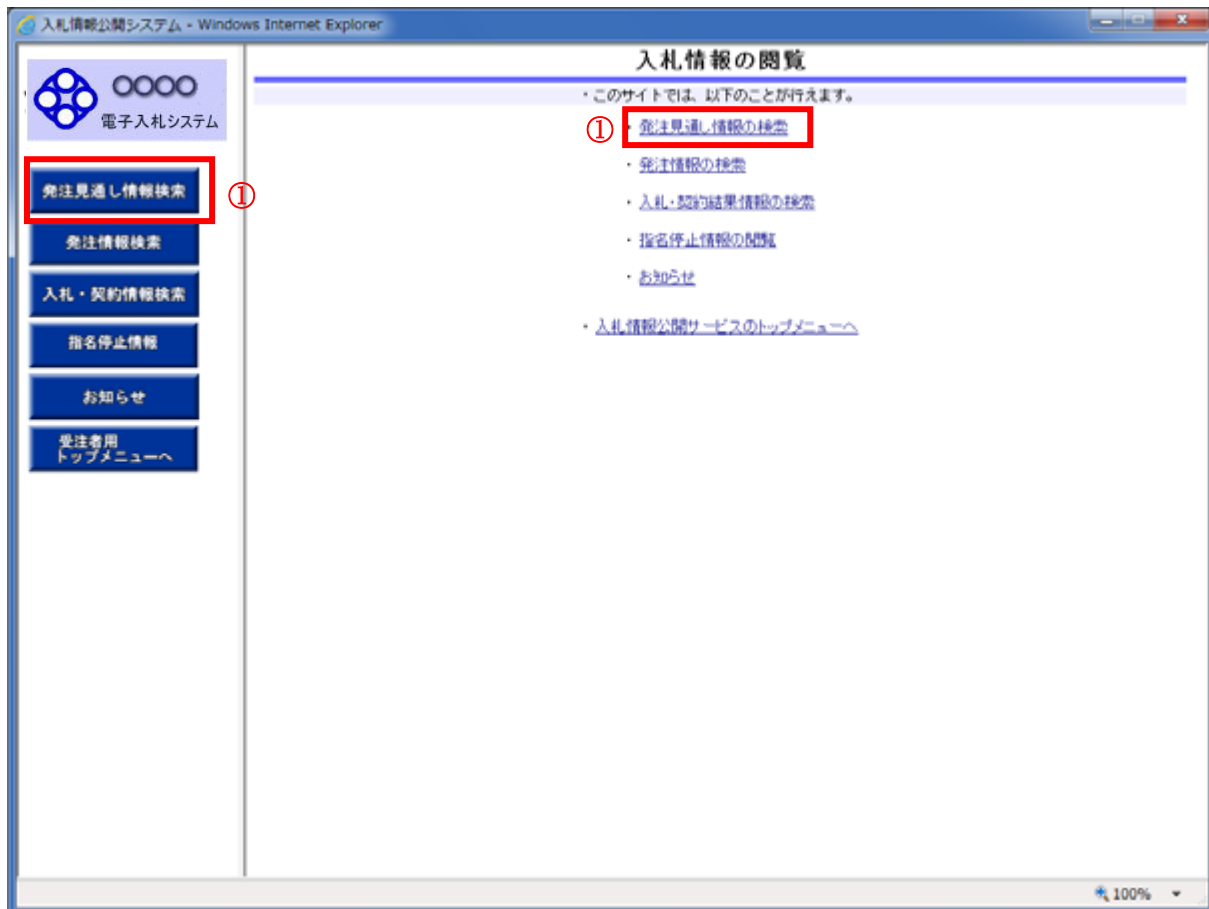 入札情報公開システム - Windows Internet Explorer
〇〇〇〇
電子入札システム
発注見通し情報検索
①
発注情報検索
入札・契約情報検索
指名停止情報
お知らせ
受注者用
トップメニューへ
入札情報の閲覧
・このサイトでは、以下のことが行えます。
①
・発注見通し情報の検索
・発注情報の検索
・入札・契約結果情報の検索
・指名停止情報の閲覧
・お知らせ
・入札情報公開サービスのトップメニューへ
100%